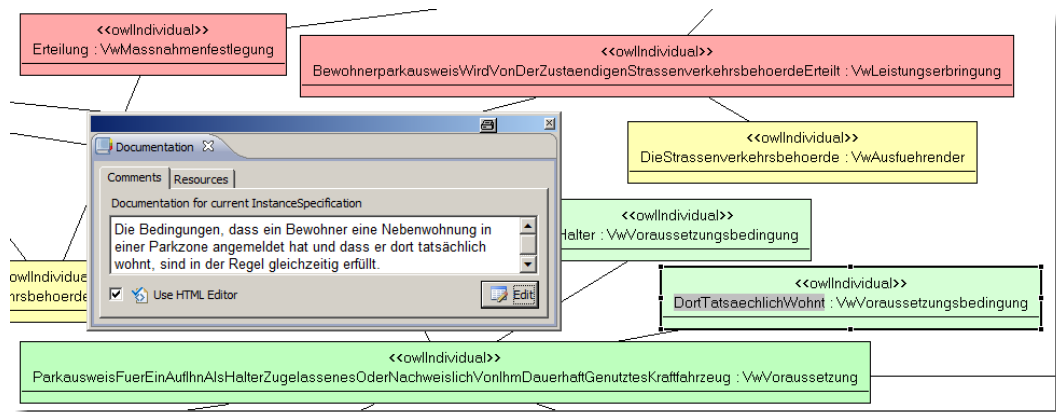 <<owlIndividual>>
Erteilung : VwMassnahmenfestlegung
<<owlIndividual>>
BewohnerparkausweisWirdVonDerZustaendigenStrassenverkehrsbehoerdeErteilt : VwLeistungserbringung
<<owlIndividual>>
DieStrassenverkehrsbehoerde : VwAusfuehrender
Documentation
Comments
Resources
Documentation for current InstanceSpecification
Die Bedingungen, dass ein Bewohner eine Nebenwohnung in
einer Parkzone angemeldet hat und dass er dort tatsächlich
wohnt, sind in der Regel gleichzeitig erfüllt.
Use HTML Editor
Edit
<<owlIndividual>>
Halter : VwVoraussetzungsbedingung
owlIndividue
nrsbehoerde
<<owlIndividual>>
DortTatsaechlichWohnt : VwVoraussetzungsbedingung
<<owlIndividual>>
ParkausweisFuerEinAufIhnAlsHalterZugelassenesOderNachweislichVonIhmDauerhaftGenutztesKraftfahrzeug : VwVoraussetzung